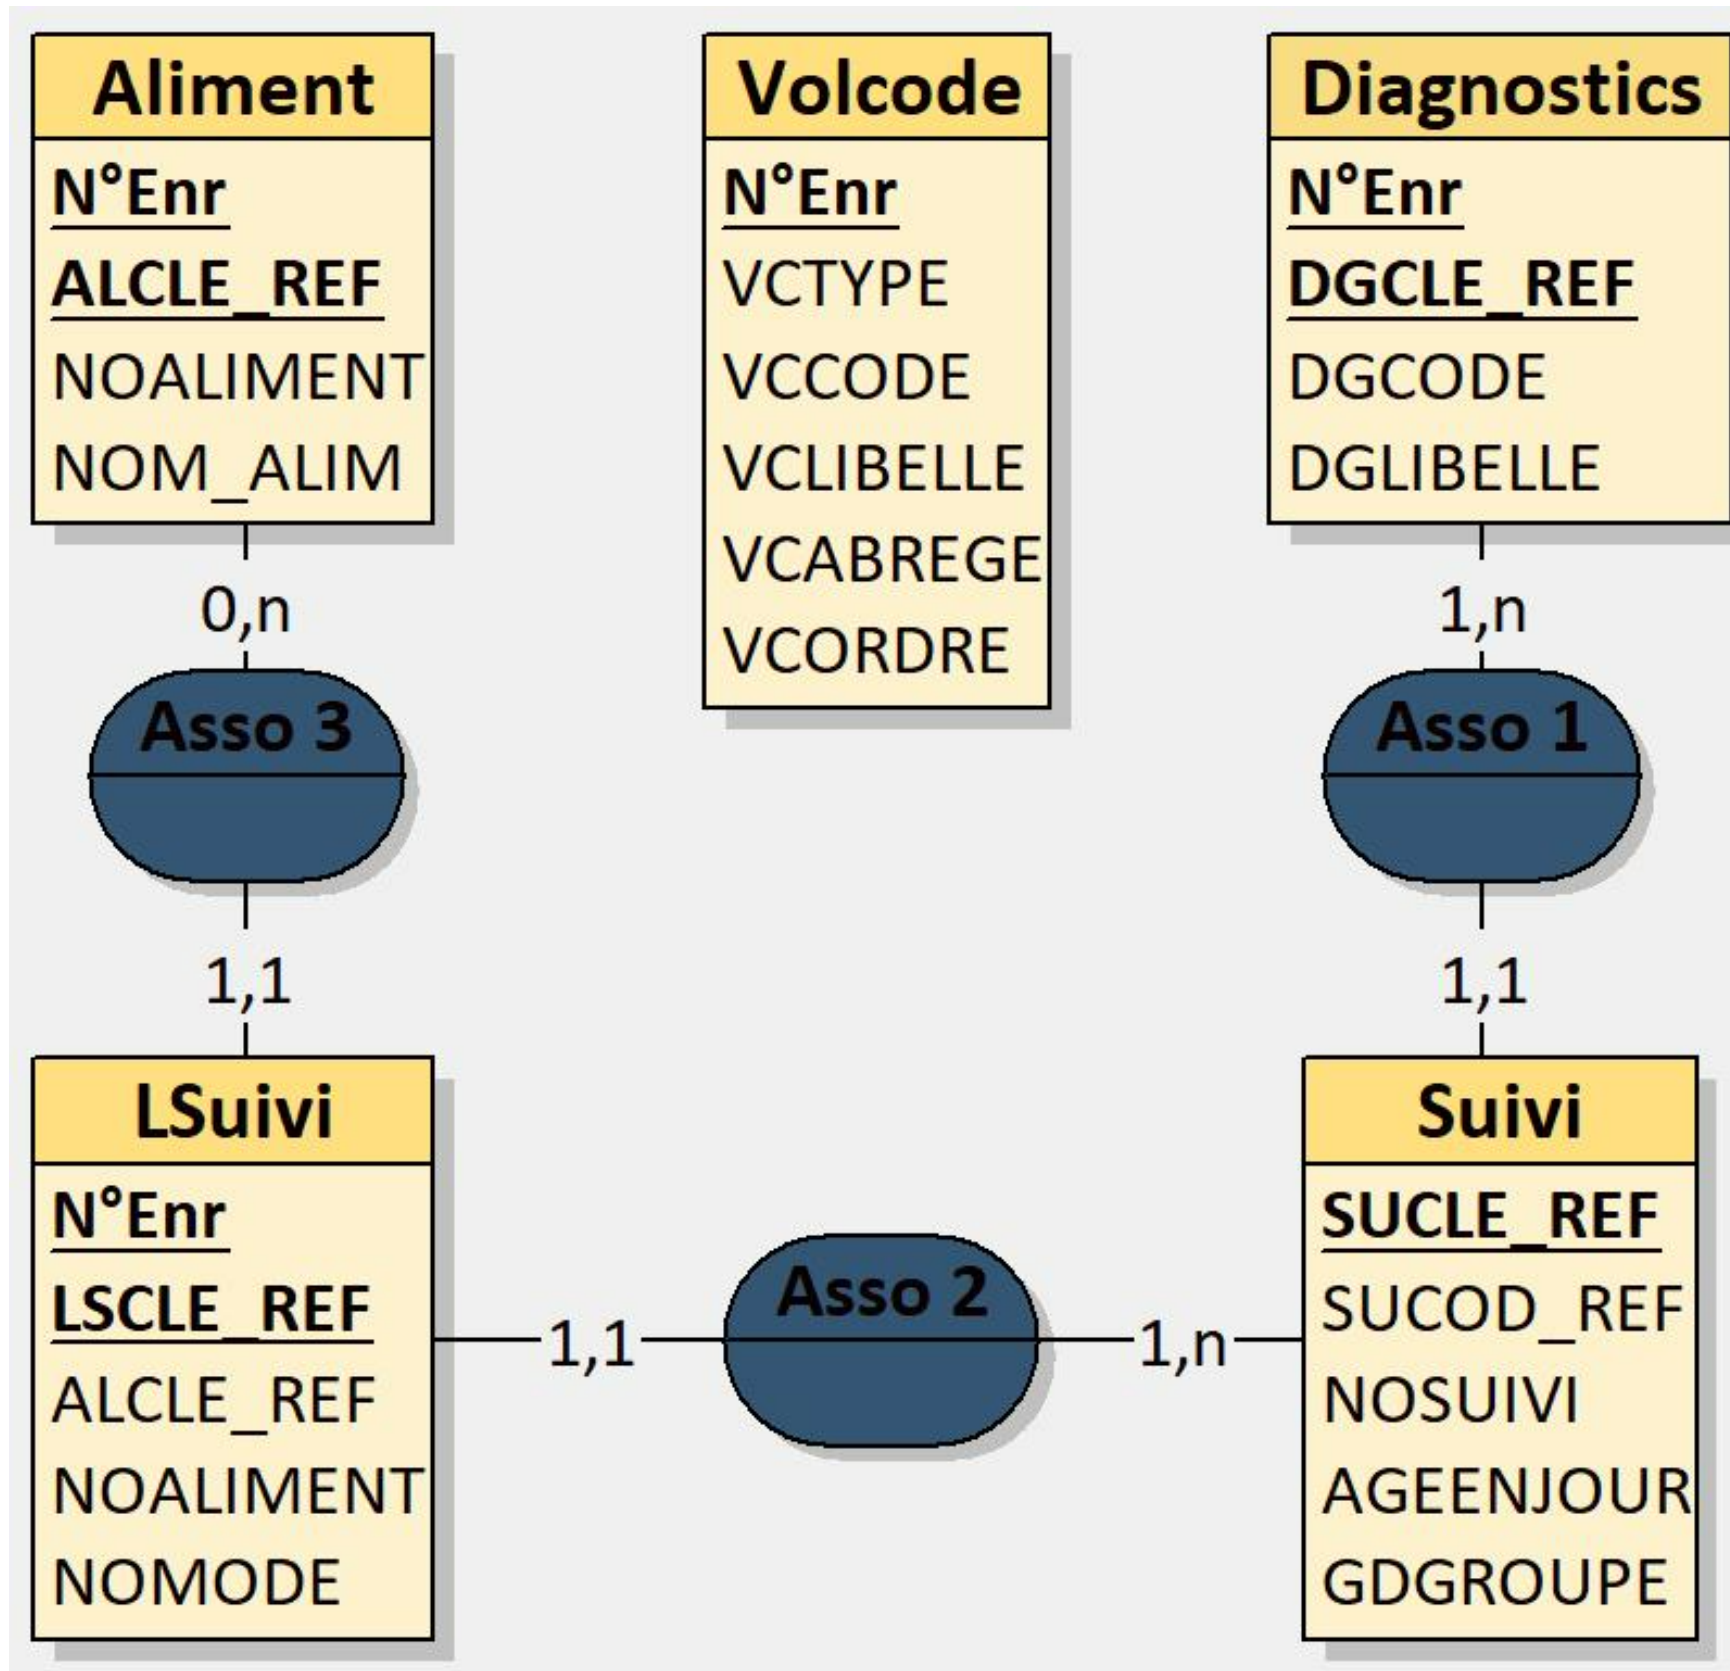 Aliment
N°Enr
ALCLE_REF
NOALIMENT
NOM_ALIM
Volcode
N°Enr
VCTYPE
VCCODE
VCLIBELLE
VCABREGE
VCORDRE
Diagnostics
N°Enr
DGCLE_REF
DGCODE
DGLIBELLE
0,n
Asso 3
1,1
1,n
Asso 1
1,1
LSuivi
N°Enr
LSCLE_REF
ALCLE_REF
NOALIMENT
NOMODE
1,1
Asso 2
1,n
Suivi
SUCLE_REF
SUCOD_REF
NOSUIVI
AGEENJOUR
GDGROUPE